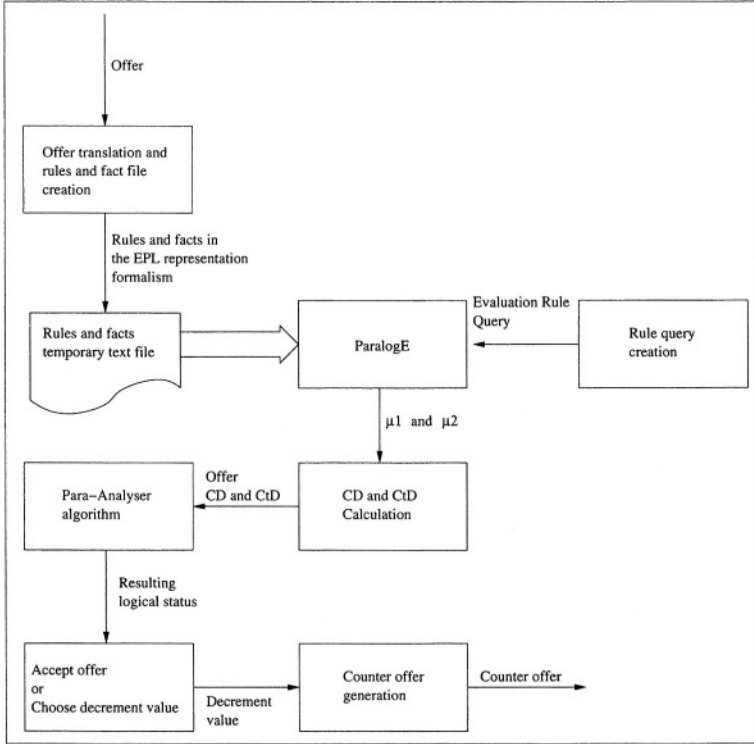 Offer
Offer translation and
rules and fact file
creation
Rules and facts in
the EPL representation
formalism
Rules and facts
temporary text file
ParalogE
Evaluation Rule
Query
Rule query
creation
μ1 and μ2
Para-Analyser
algorithm
Offer
CD and CtD
CD and CtD
Calculation
Resulting
logical status
Accept offer
or
Choose decrement value
Decrement
value
Counter offer
generation
Counter offer